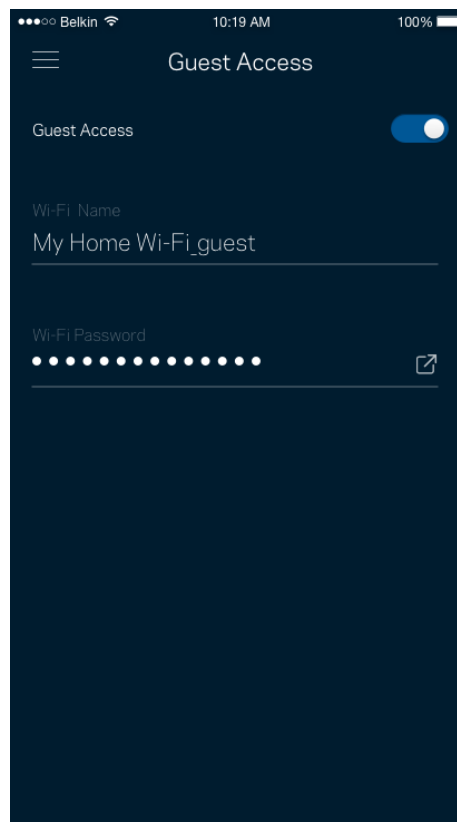 ●●●○○ Belkin 10:19 AM 100%
Guest Access
Guest Access
Wi-Fi Name
My Home Wi-Fi_guest
Wi-Fi Password
●●●●●●●●●●●●●●